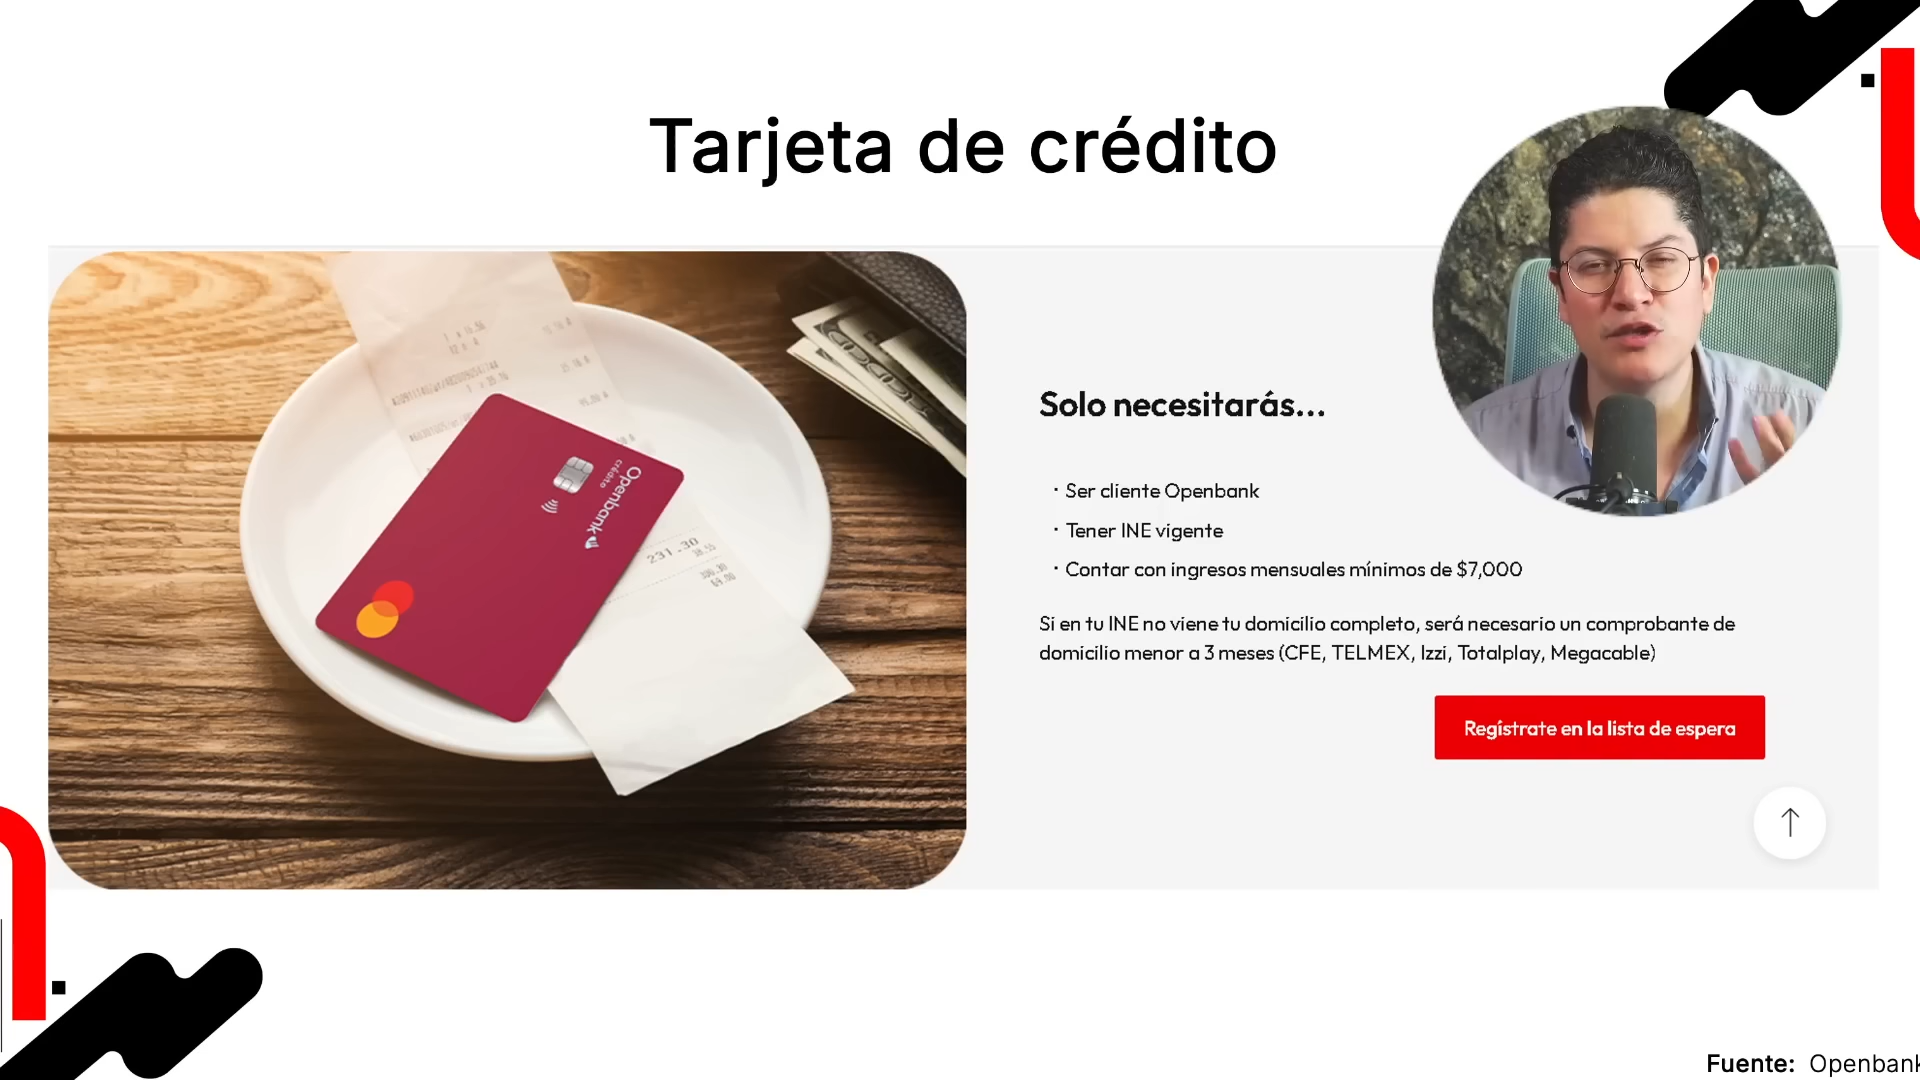 Tarjeta de crédito
Solo necesitarás...
· Ser cliente Openbank
· Tener INE vigente
· Contar con ingresos mensuales mínimos de $7,000
Si en tu INE no viene tu domicilio completo, será necesario un comprobante de
domicilio menor a 3 meses (CFE, TELMEX, Izzi, Totalplay, Megacable)
Regístrate en la lista de espera
Openbank
crédito
231.30
Fuente: Openbank